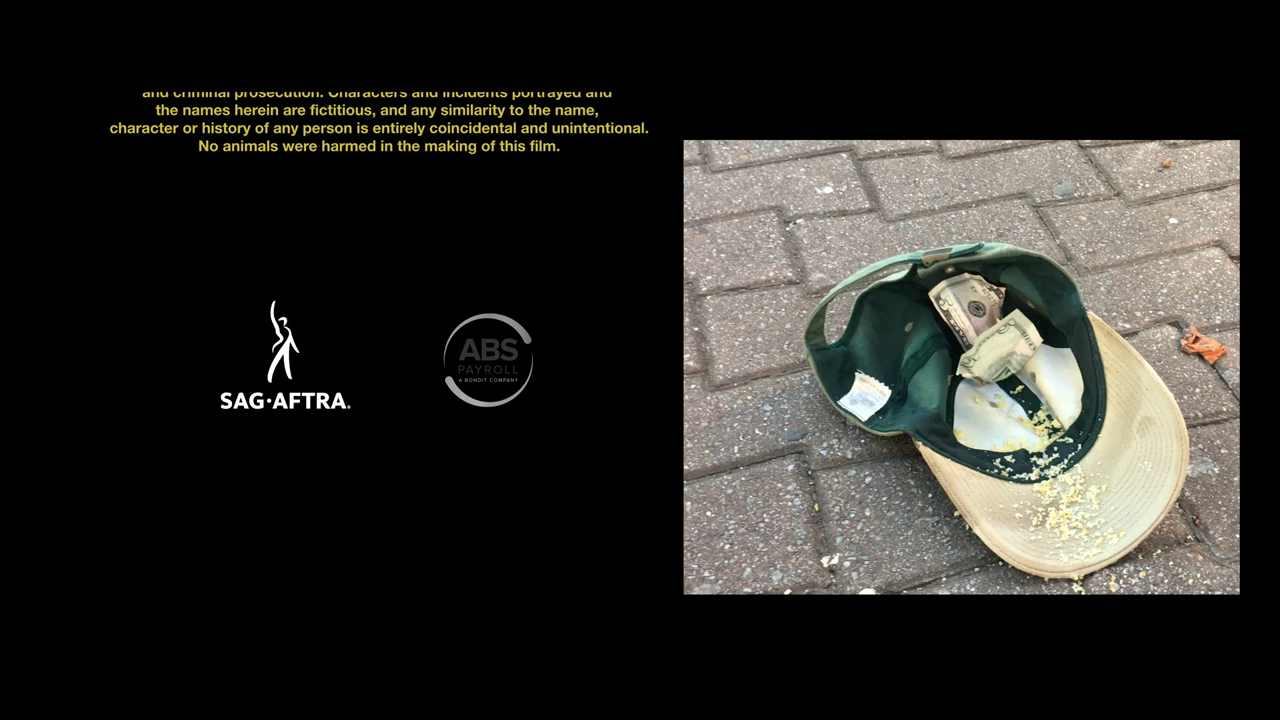 and criminal prosecution. Characters and incidents portrayed and
the names herein are fictitious, and any similarity to the name,
character or history of any person is entirely coincidental and unintentional.
No animals were harmed in the making of this film.
SAG·AFTRA®
ABS
PAYROLL
A BONDIT COMPANY